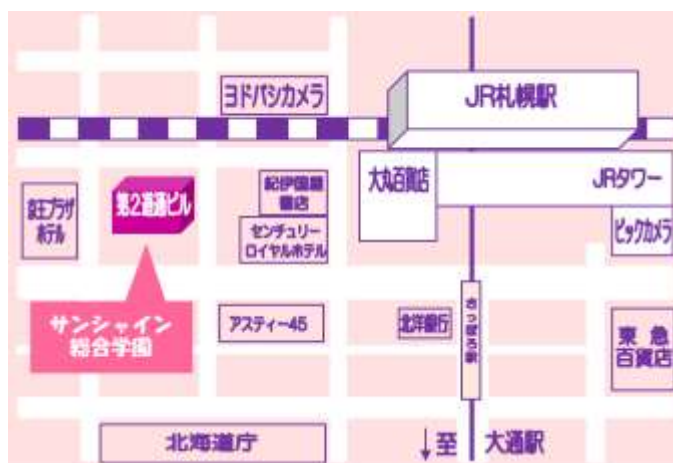 ヨドバシカメラ
JR札幌駅
京王プラザ
ホテル
第2道通ビル
紀伊國屋
書店
センチュリー
ロイヤルホテル
大丸百貨店
JRタワー
ビックカメラ
サンシャイン
総合学園
アスティー45
北洋銀行
さっぽろ駅
東急
百貨店
北海道庁
↓至 大通駅